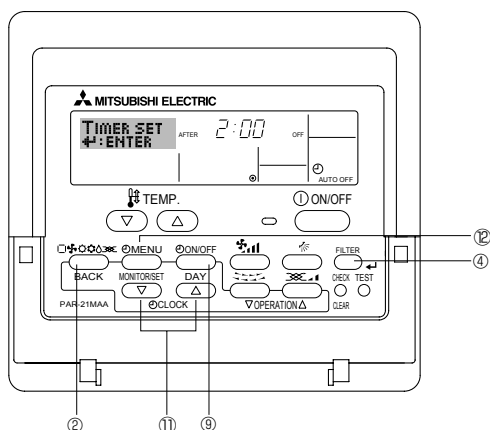 MITSUBISHI ELECTRIC
TIMER SET
↵:ENTER
AFTER 2:00 OFF
AUTO OFF
TEMP.
ON/OFF
MENU
ON/OFF
FILTER
BACK
MONITOR/SET
DAY
CHECK TEST
PAR-21MAA
CLOCK
▽OPERATION△
CLEAR
⑫
④
②
⑪
⑨